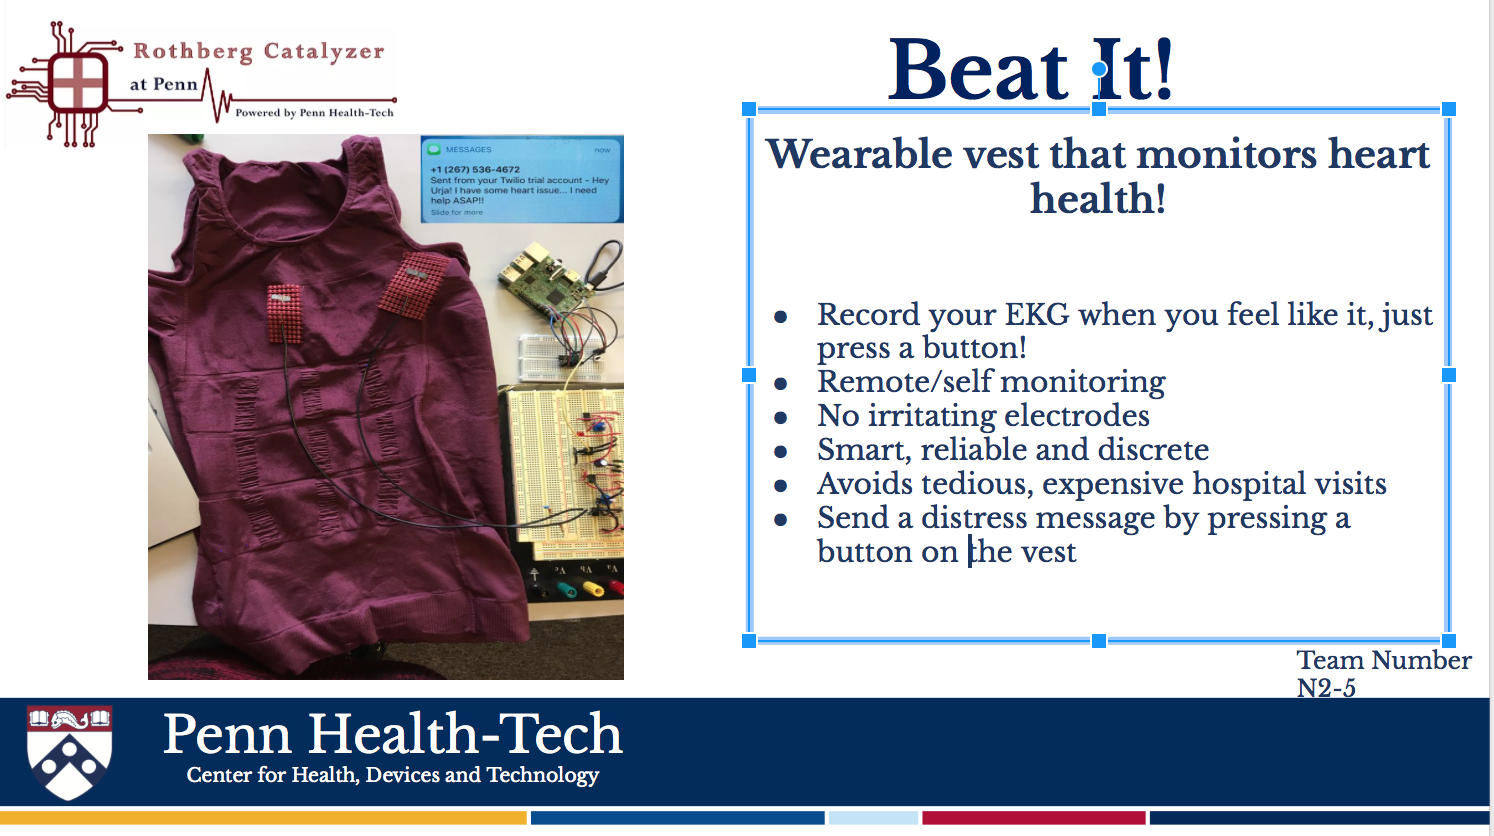 Rothberg Catalyzer
at Penn
Powered by Penn Health-Tech
Beat It!
MESSAGES now
+1 (267) 536-4672
Sent from your Twilio trial account - Hey
Urja! I have some heart issue... I need
help ASAP!!
Slide for more
Wearable vest that monitors heart
health!
● Record your EKG when you feel like it, just
press a button!
● Remote/self monitoring
● No irritating electrodes
● Smart, reliable and discrete
● Avoids tedious, expensive hospital visits
● Send a distress message by pressing a
button on the vest
Va
Vb
Vc
Team Number
N2-5
Penn Health-Tech
Center for Health, Devices and Technology